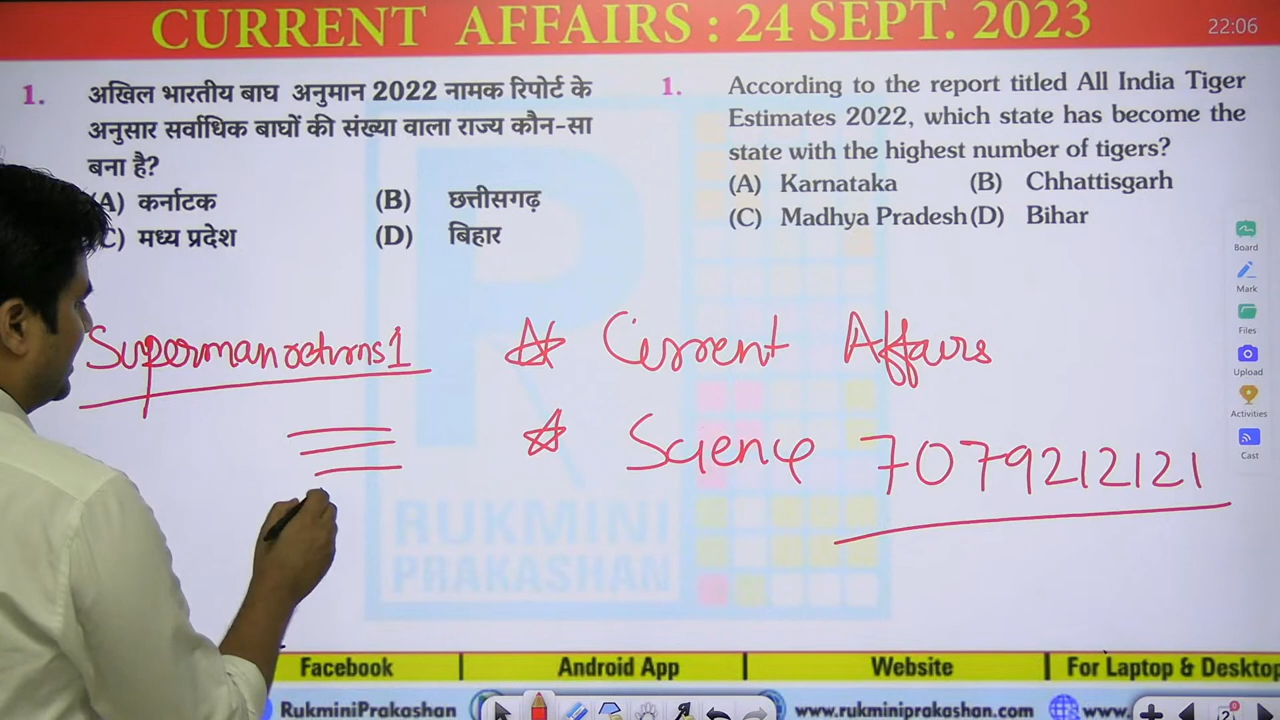 CURRENT AFFAIRS : 24 SEPT. 2023
22:06
1. अखिल भारतीय बाघ अनुमान 2022 नामक रिपोर्ट के
अनुसार सर्वाधिक बाघों की संख्या वाला राज्य कौन-सा
बना है?
A) कर्नाटक (B) छत्तीसगढ़
C) मध्य प्रदेश (D) बिहार
1. According to the report titled All India Tiger
Estimates 2022, which state has become the
state with the highest number of tigers?
(A) Karnataka (B) Chhattisgarh
(C) Madhya Pradesh (D) Bihar
Supermanreturns1
Current Affairs
Science 7079212121
RUKMINI
PRAKASHAN
Board
Mark
Files
Upload
Activities
Cast
Facebook | Android App | Website | For Laptop & Desktop
RuksminiPrakashan www.rukminiprakashan.com www.
2